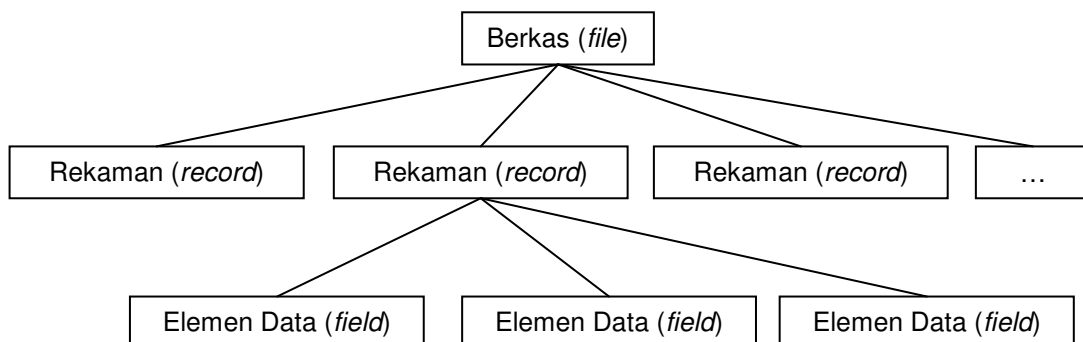 Berkas (file)
Rekaman (record)
Rekaman (record)
Rekaman (record)
…
Elemen Data (field)
Elemen Data (field)
Elemen Data (field)